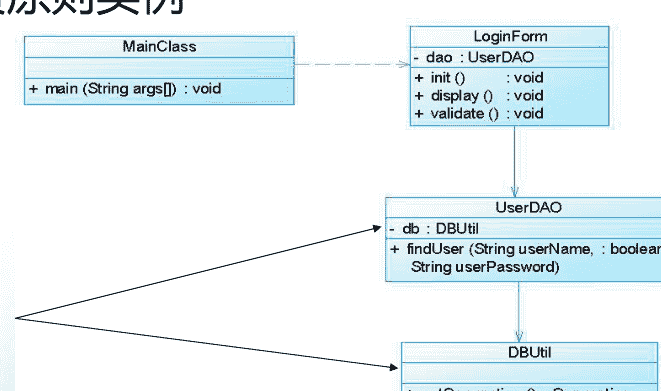 原则实例
MainClass
+ main (String args[]) : void
LoginForm
- dao : UserDAO
+ init () : void
+ display () : void
+ validate () : void
UserDAO
- db : DBUtil
+ findUser (String userName, : boolean
String userPassword)
DBUtil